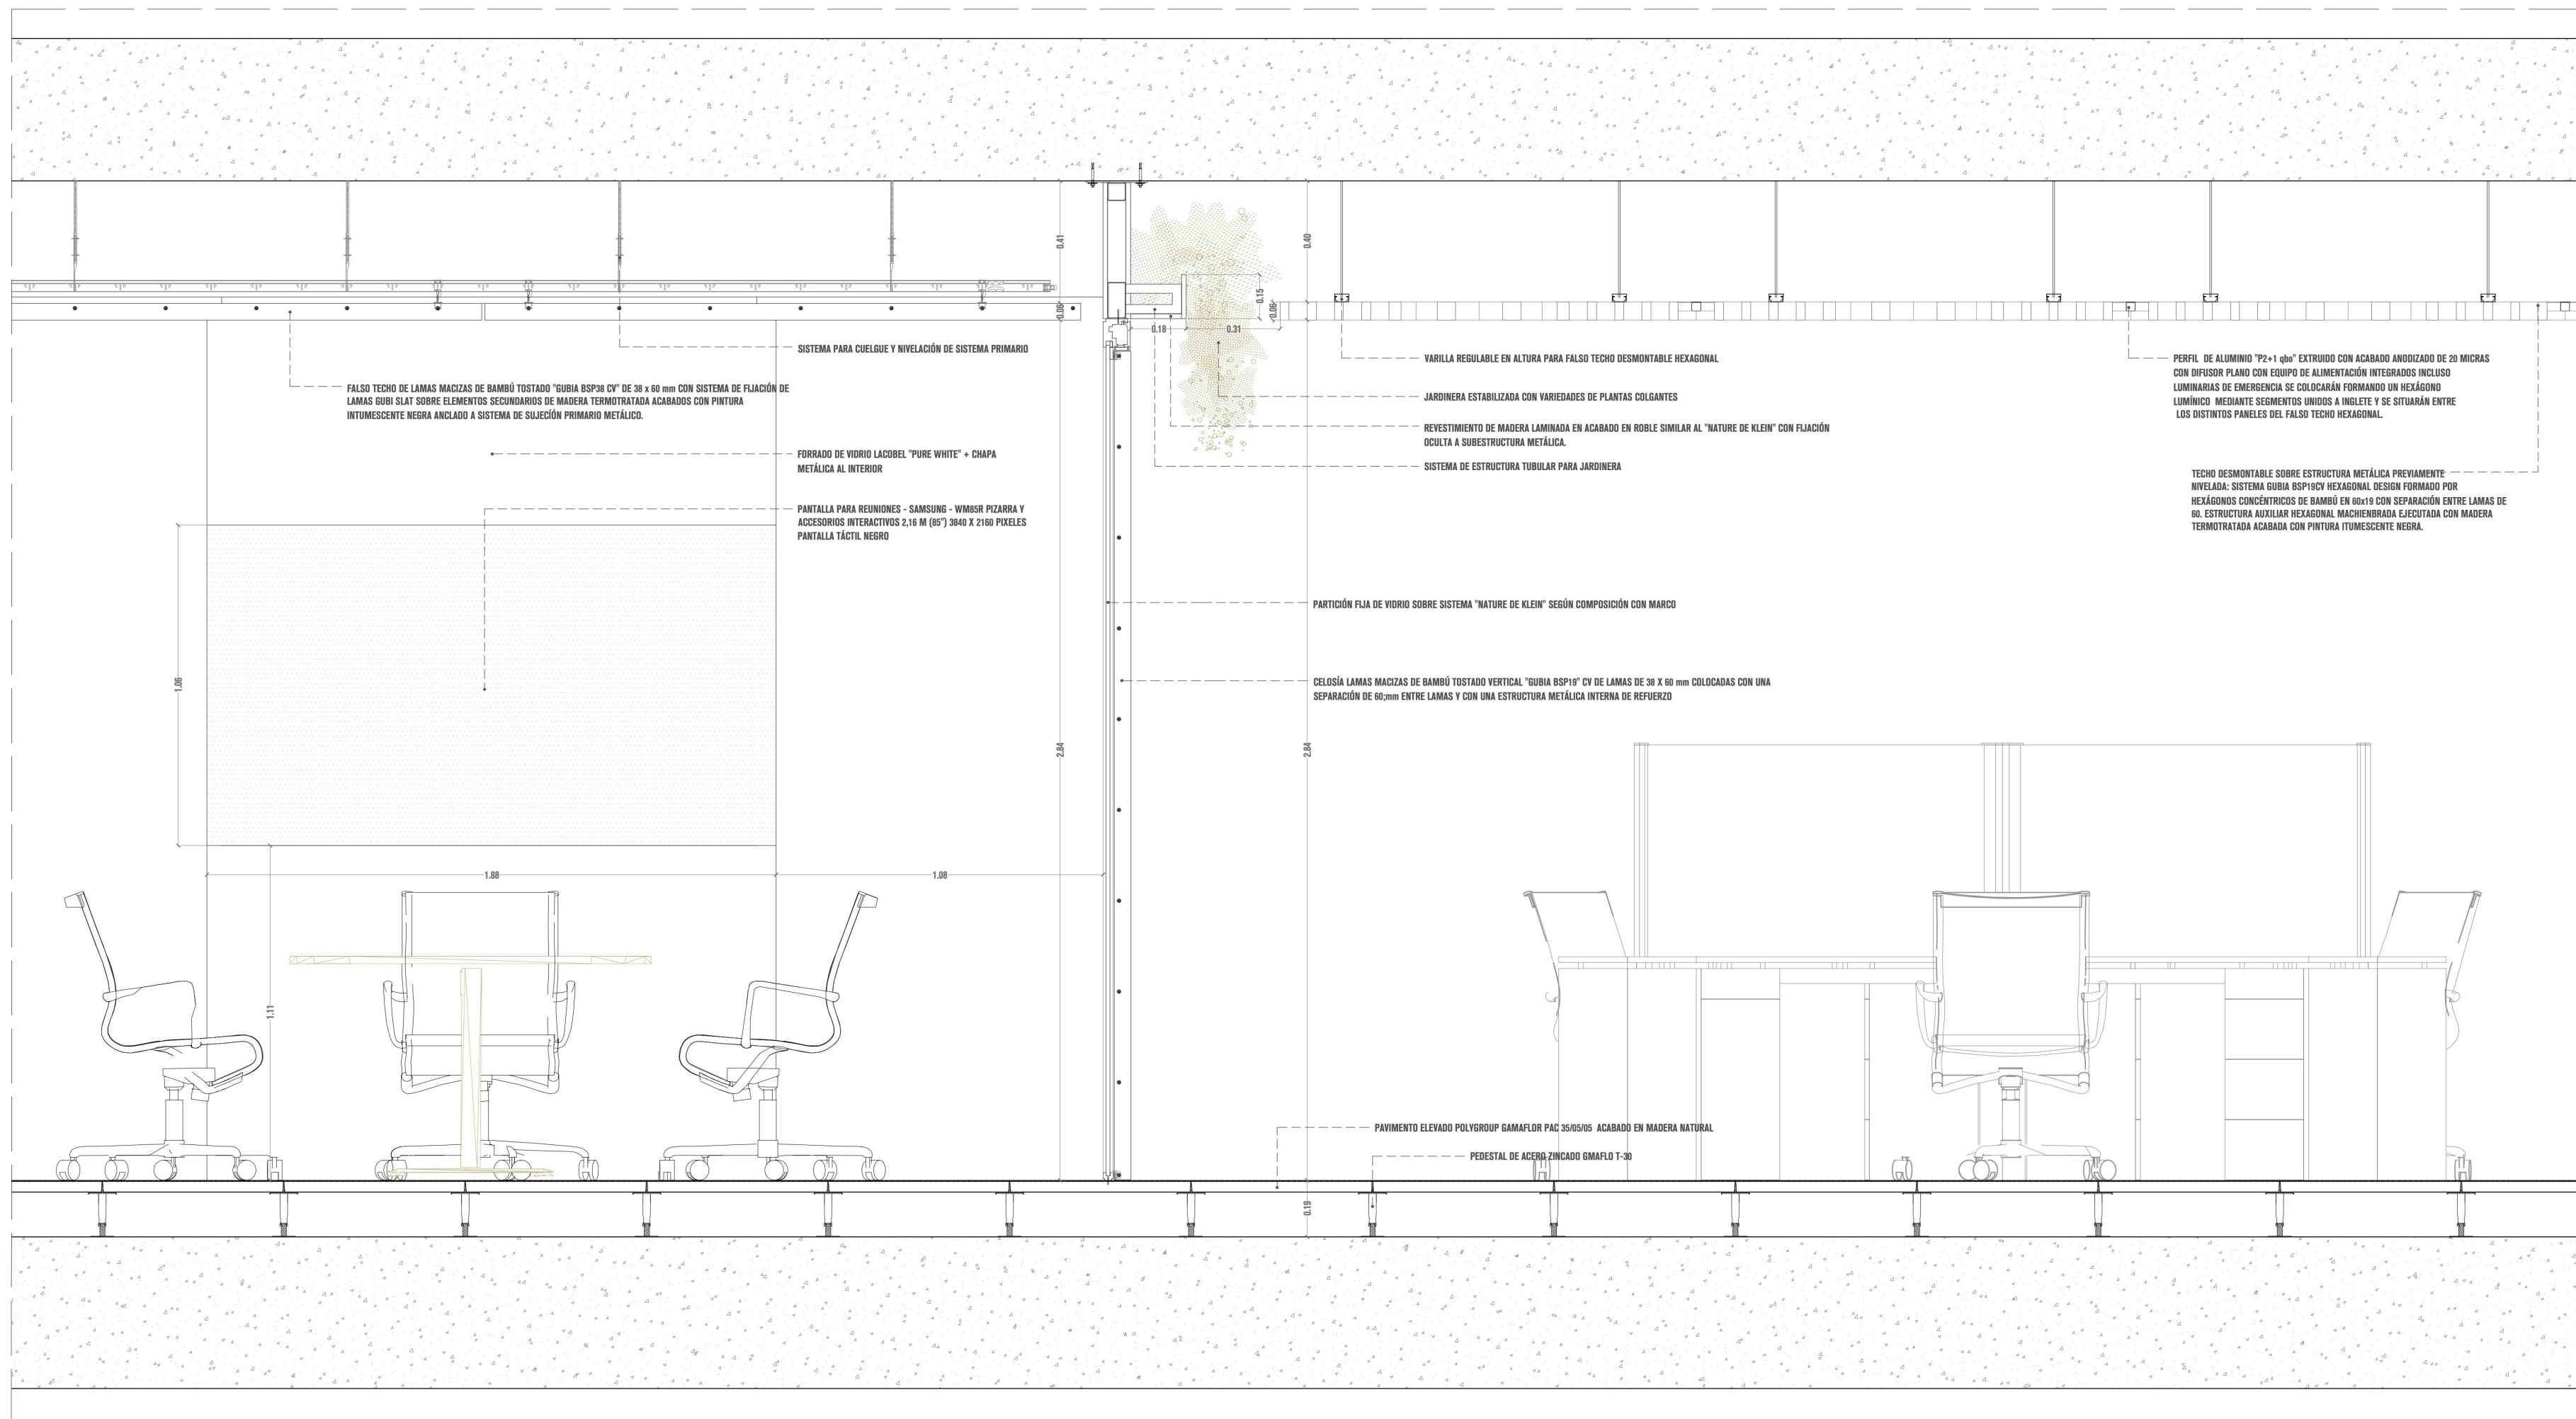 0.41
0.40
0.06
0.15
0.06
0.18
0.31
SISTEMA PARA CUELGUE Y NIVELACIÓN DE SISTEMA PRIMARIO
FALSO TECHO DE LAMAS MACIZAS DE BAMBÚ TOSTADO "GUBIA BSP38 CV" DE 38 x 60 mm CON SISTEMA DE FIJACIÓN DE
LAMAS GUBI SLAT SOBRE ELEMENTOS SECUNDARIOS DE MADERA TERMOTRATADA ACABADOS CON PINTURA
INTUMESCENTE NEGRA ANCLADO A SISTEMA DE SUJECÍÓN PRIMARIO METÁLICO.
FORRADO DE VIDRIO LACOBEL "PURE WHITE" + CHAPA
METÁLICA AL INTERIOR
PANTALLA PARA REUNIONES - SAMSUNG - WM85R PIZARRA Y
ACCESORIOS INTERACTIVOS 2,16 M (85") 3840 X 2160 PIXELES
PANTALLA TÁCTIL NEGRO
VARILLA REGULABLE EN ALTURA PARA FALSO TECHO DESMONTABLE HEXAGONAL
JARDINERA ESTABILIZADA CON VARIEDADES DE PLANTAS COLGANTES
REVESTIMIENTO DE MADERA LAMINADA EN ACABADO EN ROBLE SIMILAR AL "NATURE DE KLEIN" CON FIJACIÓN
OCULTA A SUBESTRUCTURA METÁLICA.
SISTEMA DE ESTRUCTURA TUBULAR PARA JARDINERA
PERFIL DE ALUMINIO "P2+1 qbo" EXTRUIDO CON ACABADO ANODIZADO DE 20 MICRAS
CON DIFUSOR PLANO CON EQUIPO DE ALIMENTACIÓN INTEGRADOS INCLUSO
LUMINARIAS DE EMERGENCIA SE COLOCARÁN FORMANDO UN HEXÁGONO
LUMÍNICO MEDIANTE SEGMENTOS UNIDOS A INGLETE Y SE SITUARÁN ENTRE
LOS DISTINTOS PANELES DEL FALSO TECHO HEXAGONAL.
TECHO DESMONTABLE SOBRE ESTRUCTURA METÁLICA PREVIAMENTE
NIVELADA: SISTEMA GUBIA BSP19CV HEXAGONAL DESIGN FORMADO POR
HEXÁGONOS CONCÉNTRICOS DE BAMBÚ EN 60x19 CON SEPARACIÓN ENTRE LAMAS DE
60. ESTRUCTURA AUXILIAR HEXAGONAL MACHIENBRADA EJECUTADA CON MADERA
TERMOTRATADA ACABADA CON PINTURA ITUMESCENTE NEGRA.
PARTICIÓN FIJA DE VIDRIO SOBRE SISTEMA "NATURE DE KLEIN" SEGÚN COMPOSICIÓN CON MARCO
CELOSÍA LAMAS MACIZAS DE BAMBÚ TOSTADO VERTICAL "GUBIA BSP19" CV DE LAMAS DE 38 X 60 mm COLOCADAS CON UNA
SEPARACIÓN DE 60;mm ENTRE LAMAS Y CON UNA ESTRUCTURA METÁLICA INTERNA DE REFUERZO
1.06
2.84
2.84
1.88
1.08
1.11
PAVIMENTO ELEVADO POLYGROUP GAMAFLOR PAC 35/05/05 ACABADO EN MADERA NATURAL
PEDESTAL DE ACERO ZINCADO GMAFLO T-30
0.19